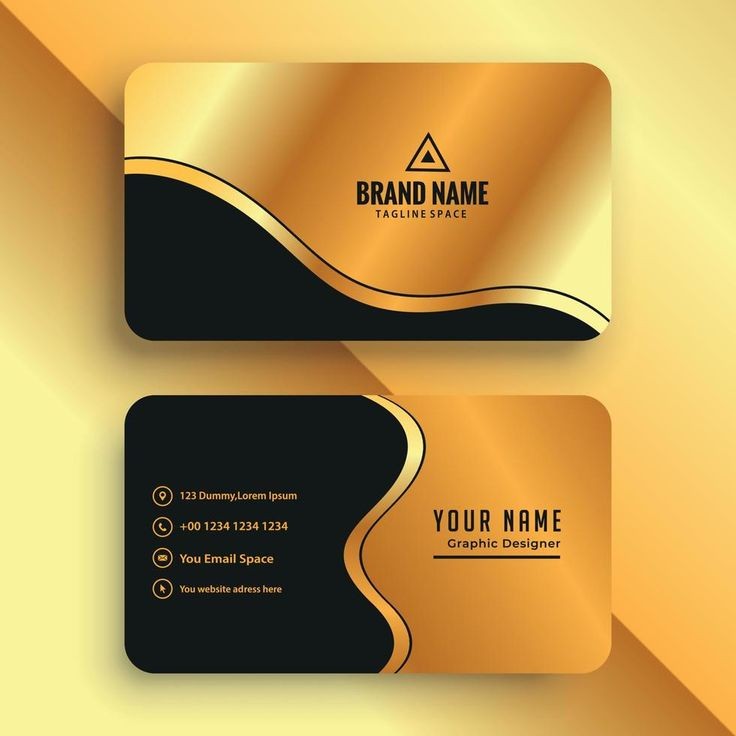 BRAND NAME
TAGLINE SPACE
123 Dummy,Lorem Ipsum
+00 1234 1234 1234
You Email Space
You website adress here
YOUR NAME
Graphic Designer